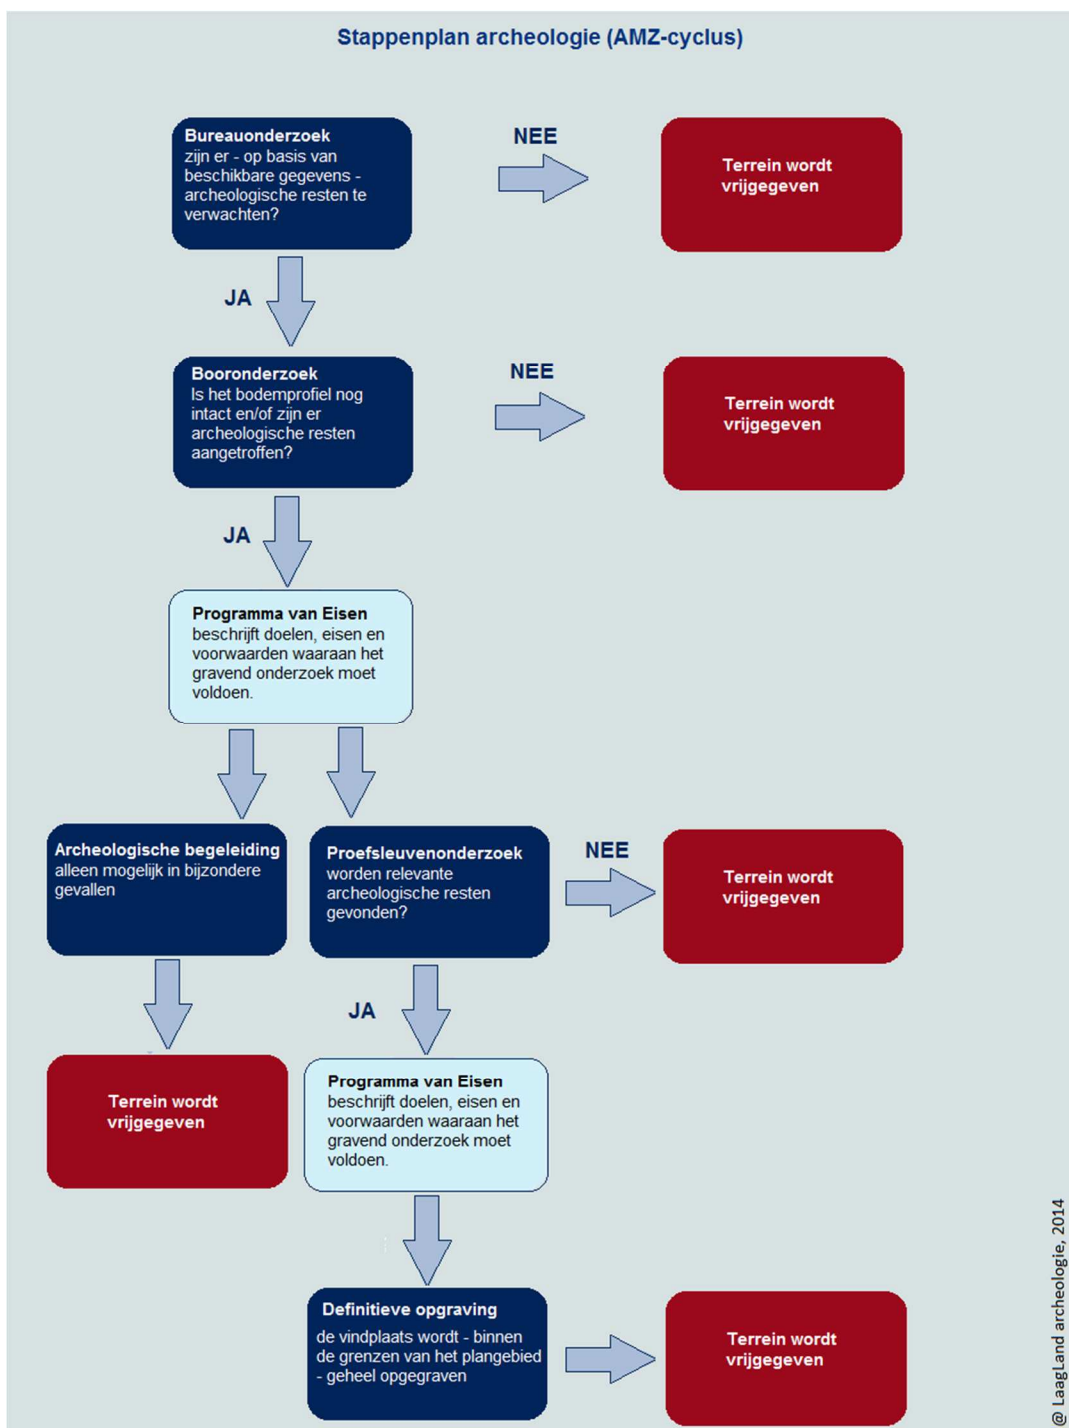 Stappenplan archeologie (AMZ-cyclus)
Bureauonderzoek
zijn er - op basis van
beschikbare gegevens -
archeologische resten te
verwachten?
NEE
Terrein wordt
vrijgegeven
JA
Booronderzoek
Is het bodemprofiel nog
intact en/of zijn er
archeologische resten
aangetroffen?
NEE
Terrein wordt
vrijgegeven
JA
Programma van Eisen
beschrijft doelen, eisen en
voorwaarden waaraan het
gravend onderzoek moet
voldoen.
Archeologische begeleiding
alleen mogelijk in bijzondere
gevallen
Proefsleuvenonderzoek
worden relevante
archeologische resten
gevonden?
NEE
Terrein wordt
vrijgegeven
JA
Terrein wordt
vrijgegeven
Programma van Eisen
beschrijft doelen, eisen en
voorwaarden waaraan het
gravend onderzoek moet
voldoen.
Definitieve opgraving
de vindplaats wordt - binnen
de grenzen van het plangebied
- geheel opgegraven
Terrein wordt
vrijgegeven
@ LaagLand archeologie, 2014